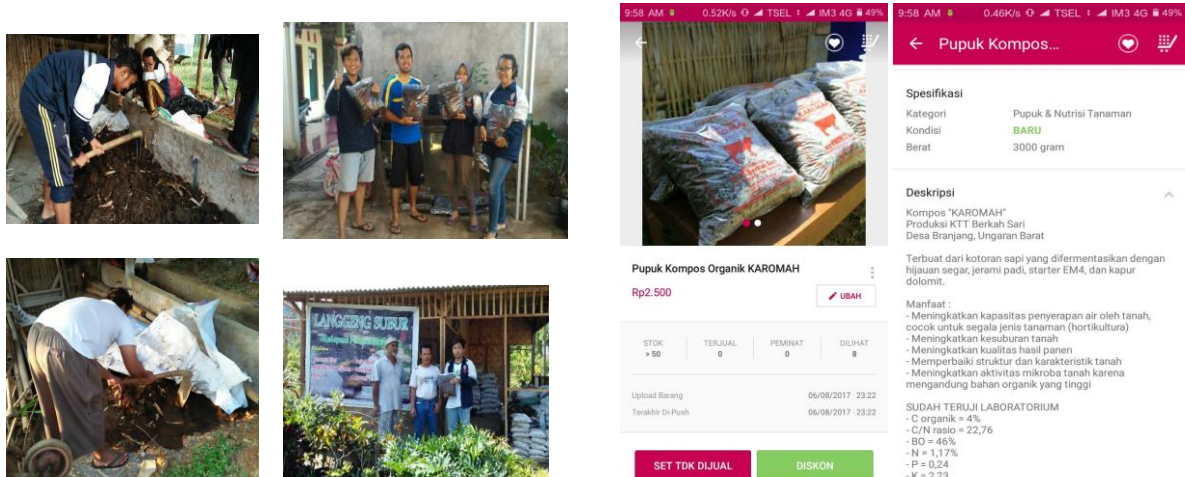 LANGGENG SUBUR
9:58 AM 0.52K/s TSEL IM3 4G 49%
Pupuk Kompos Organik KAROMAH
Rp2.500
UBAH
STOK TERJUAL PEMINAT DILIHAT
> 50 0 0 8
Upload Barang 06/08/2017 · 23:22
Terakhir Di-Push 06/08/2017 · 23:22
SET TDK DIJUAL DISKON
9:58 AM 0.46K/s TSEL IM3 4G 49%
Pupuk Kompos...
Spesifikasi
Kategori Pupuk & Nutrisi Tanaman
Kondisi BARU
Berat 3000 gram
Deskripsi
Kompos "KAROMAH"
Produksi KTT Berkah Sari
Desa Branjang, Ungaran Barat
Terbuat dari kotoran sapi yang difermentasikan dengan
hijauan segar, jerami padi, starter EM4, dan kapur
dolomit.
Manfaat :
- Meningkatkan kapasitas penyerapan air oleh tanah,
cocok untuk segala jenis tanaman (hortikultura)
- Meningkatkan kesuburan tanah
- Meningkatkan kualitas hasil panen
- Memperbaiki struktur dan karakteristik tanah
- Meningkatkan aktivitas mikroba tanah karena
mengandung bahan organik yang tinggi
SUDAH TERUJI LABORATORIUM
- C organik = 4%
- C/N rasio = 22,76
- BO = 46%
- N = 1,17%
- P = 0,24
- K = 2,23